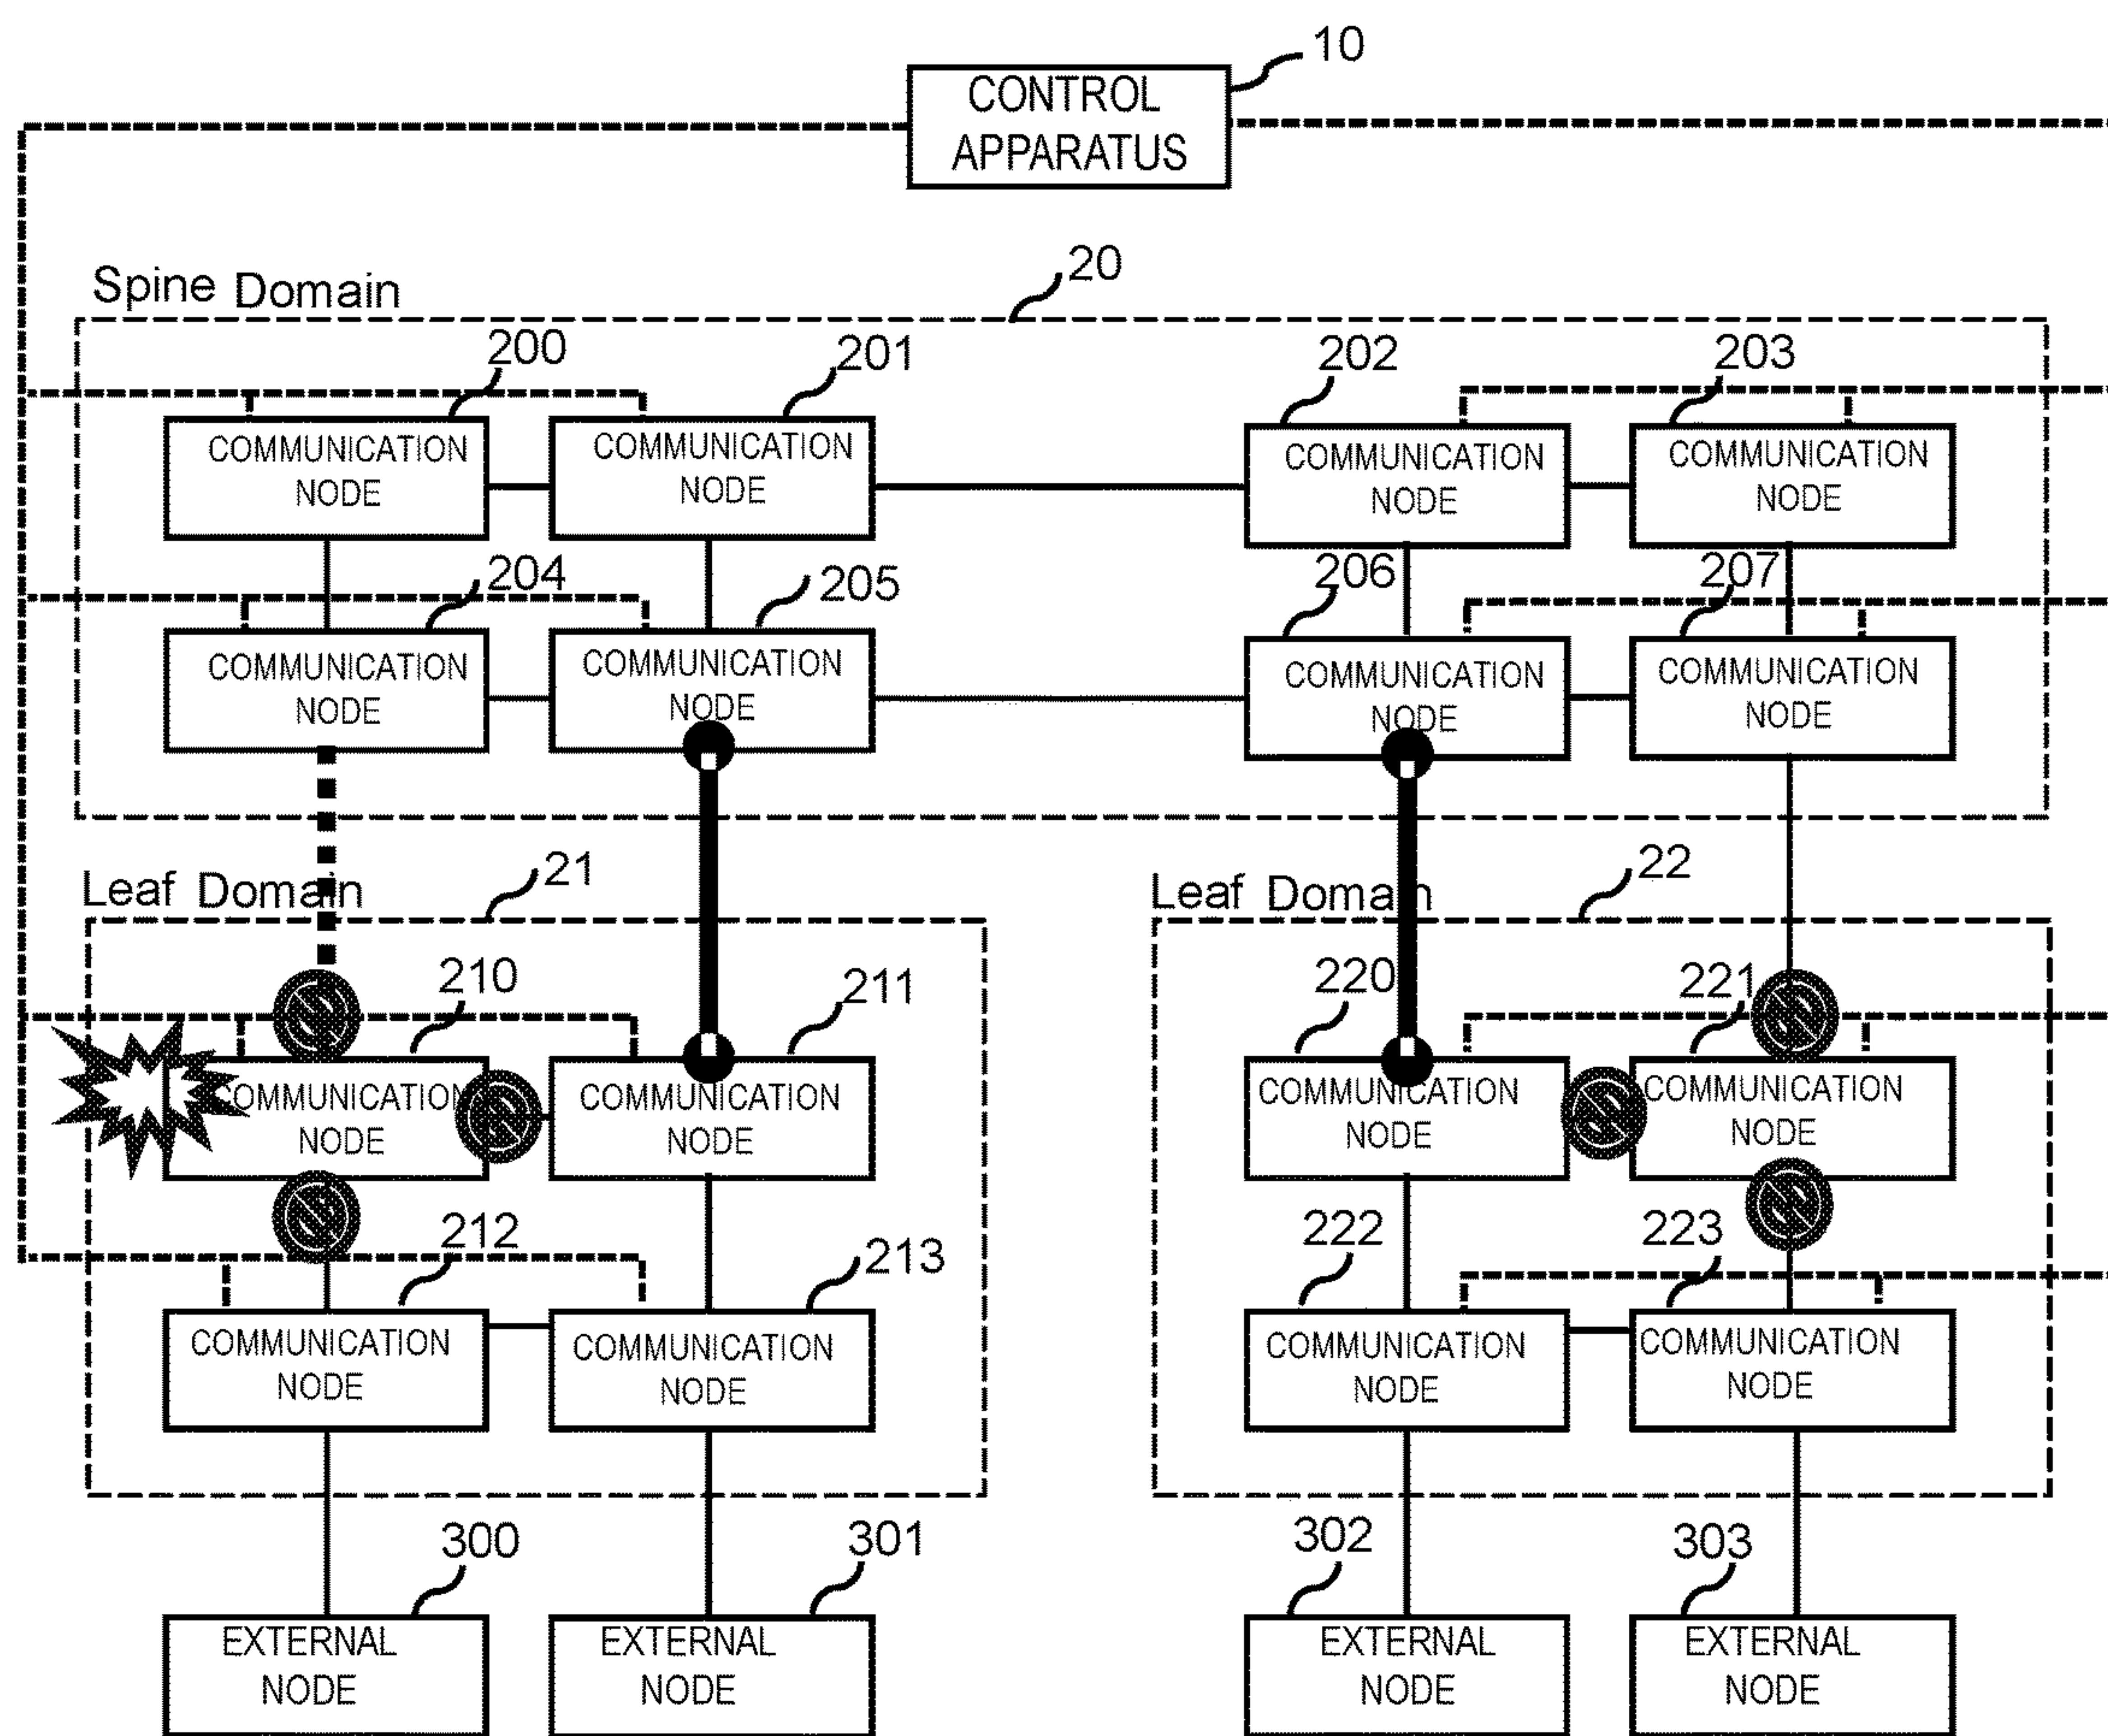 10
CONTROL
APPARATUS
20
Spine Domain
200
201
202
203
COMMUNICATION
NODE
COMMUNICATION
NODE
COMMUNICATION
NODE
COMMUNICATION
NODE
204
205
206
207
COMMUNICATION
NODE
COMMUNICATION
NODE
COMMUNICATION
NODE
COMMUNICATION
NODE
21
Leaf Domain
22
Leaf Domain
210
211
220
221
COMMUNICATION
NODE
COMMUNICATION
NODE
COMMUNICATION
NODE
COMMUNICATION
NODE
212
213
222
223
COMMUNICATION
NODE
COMMUNICATION
NODE
COMMUNICATION
NODE
COMMUNICATION
NODE
300
301
302
303
EXTERNAL
NODE
EXTERNAL
NODE
EXTERNAL
NODE
EXTERNAL
NODE